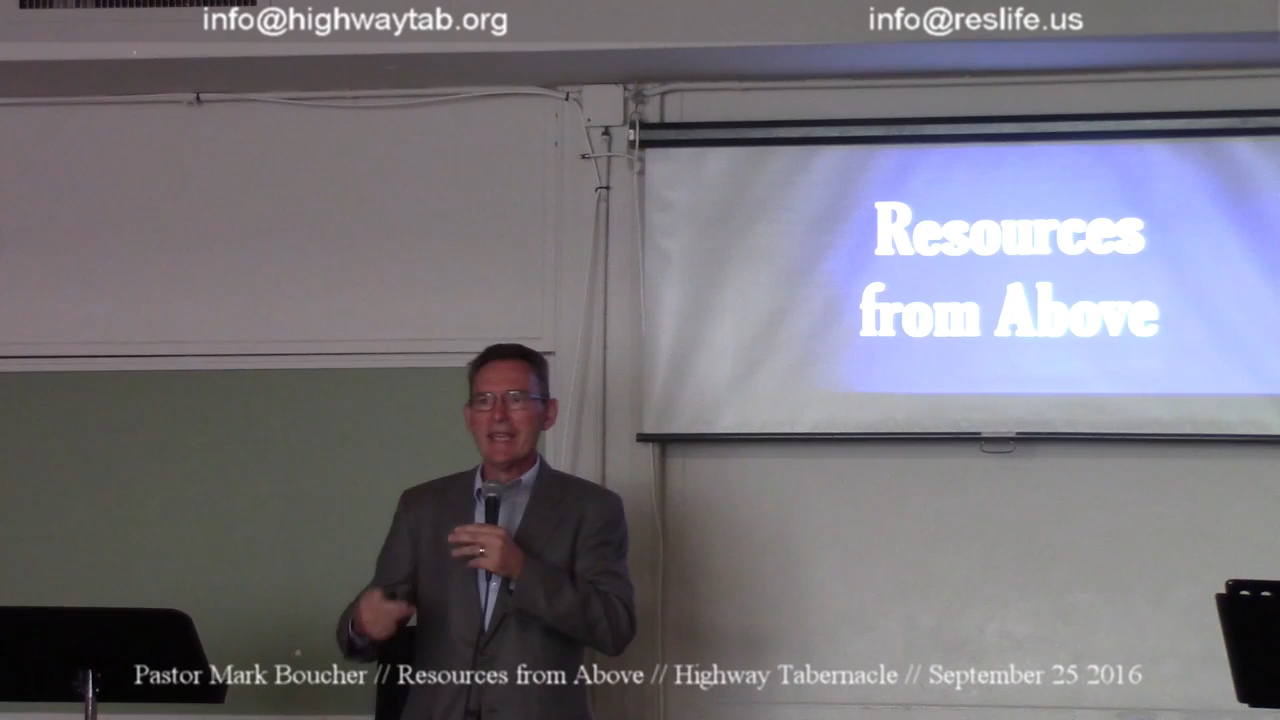 info@highwaytab.org
info@reslife.us
Resources
from Above
Pastor Mark Boucher // Resources from Above // Highway Tabernacle // September 25 2016